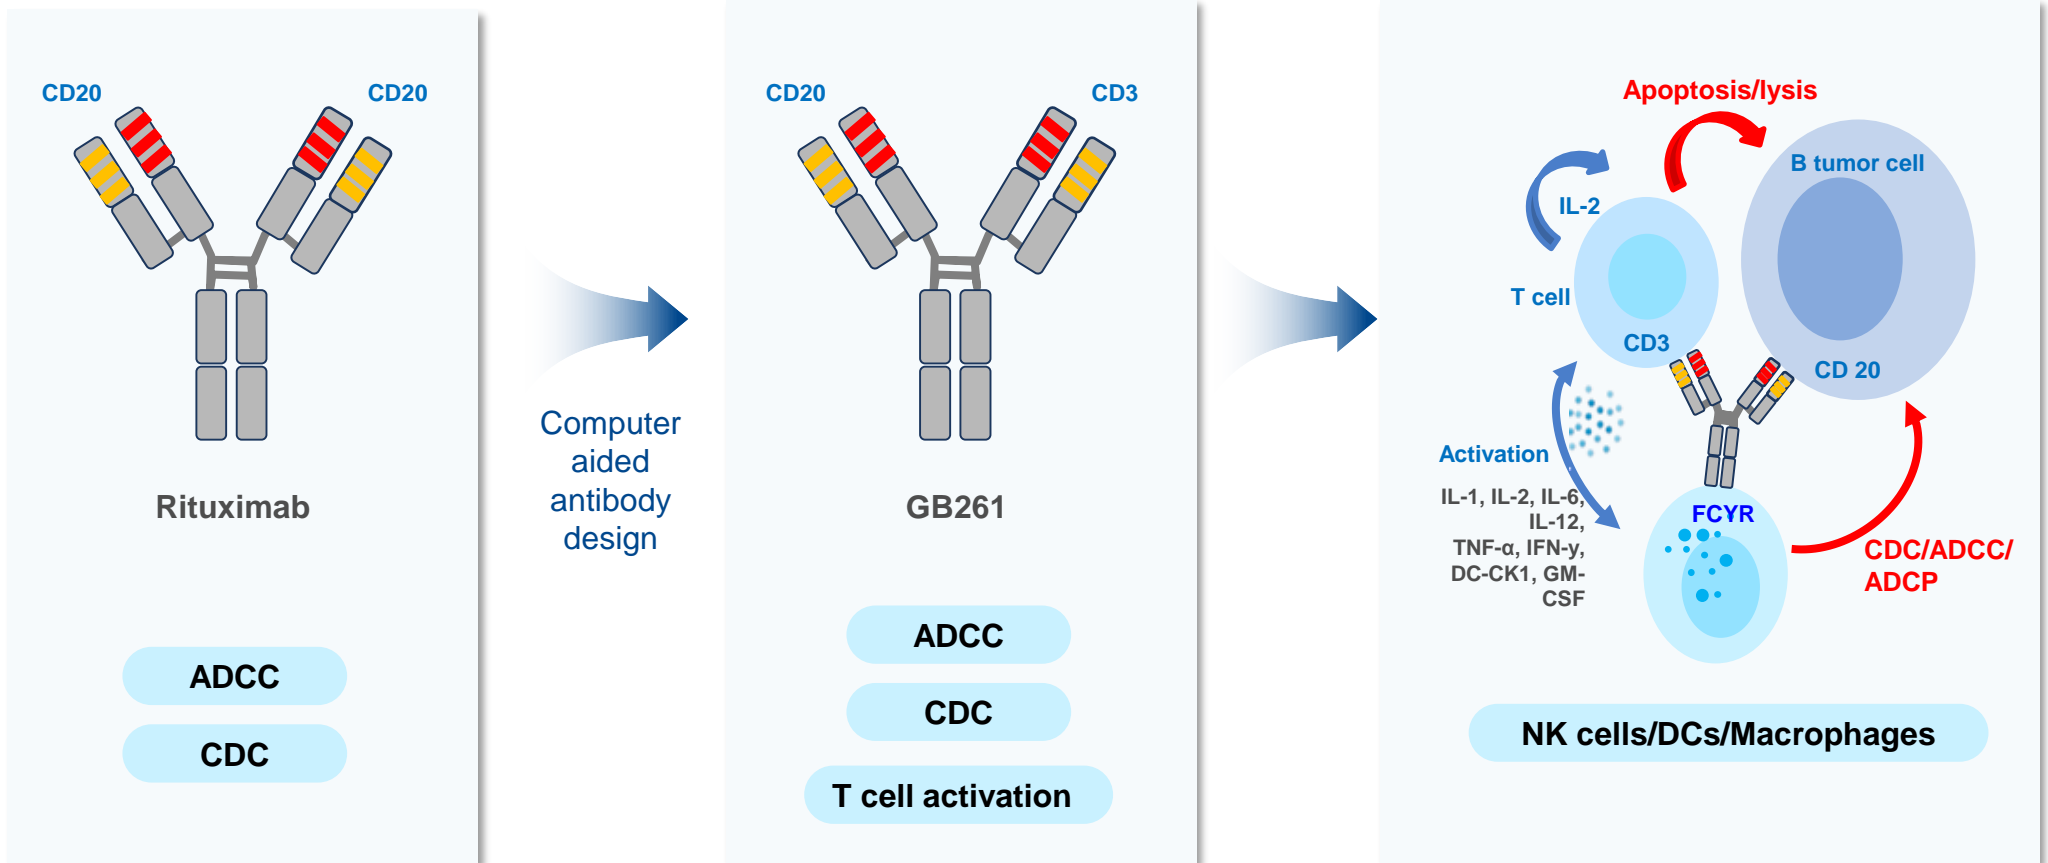 CD20
CD20
Rituximab
ADCC
CDC
Computer
aided
antibody
design
CD20
CD3
GB261
ADCC
CDC
T cell activation
Apoptosis/lysis
B tumor cell
IL-2
T cell
CD3
CD 20
Activation
IL-1, IL-2, IL-6,
IL-12,
TNF-α, IFN-y,
DC-CK1, GM-
CSF
FCYR
CDC/ADCC/
ADCP
NK cells/DCs/Macrophages